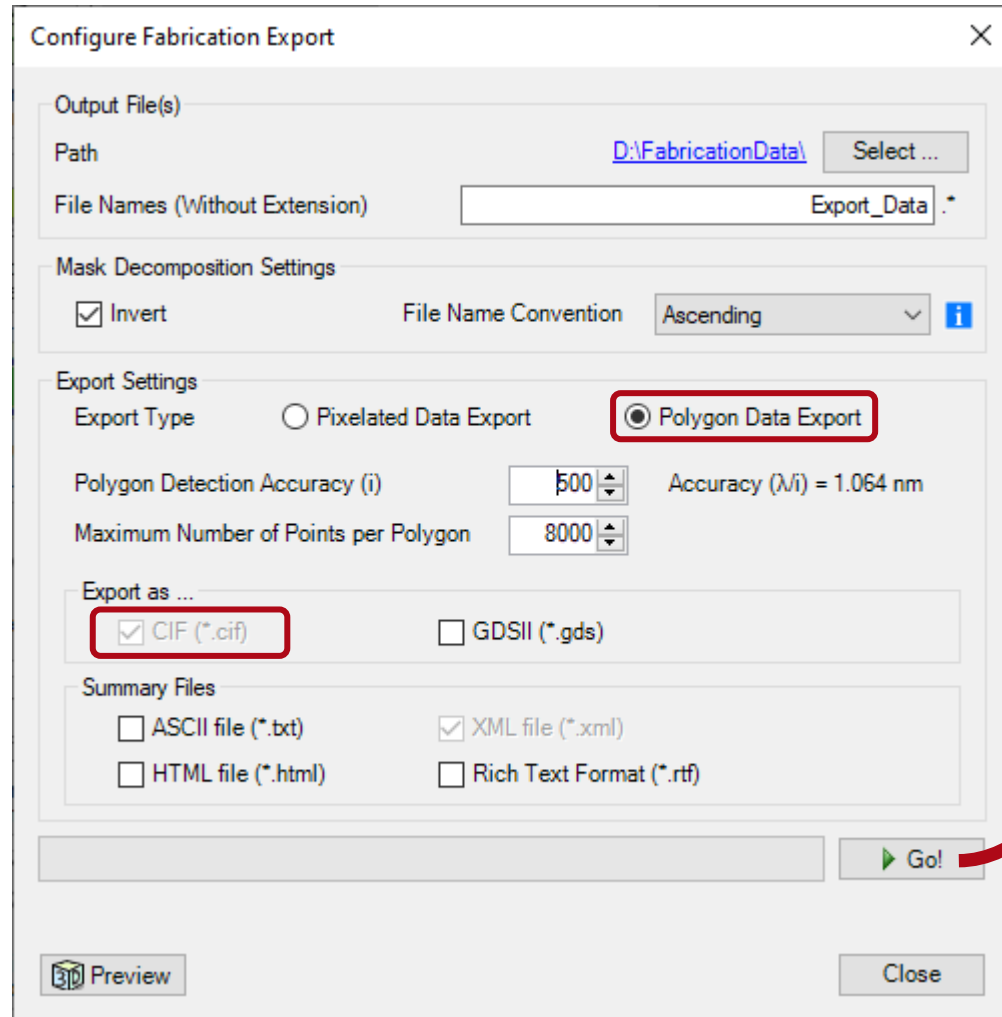 Configure Fabrication Export
Output File(s)
Path D:\FabricationData\ Select ...
File Names (Without Extension) Export_Data .*
Mask Decomposition Settings
Invert File Name Convention Ascending
Export Settings
Export Type Pixelated Data Export Polygon Data Export
Polygon Detection Accuracy (i) 500 Accuracy (λ/i) = 1.064 nm
Maximum Number of Points per Polygon 8000
Export as ...
CIF (*.cif) GDSII (*.gds)
Summary Files
ASCII file (*.txt) XML file (*.xml)
HTML file (*.html) Rich Text Format (*.rtf)
Go!
3D Preview Close